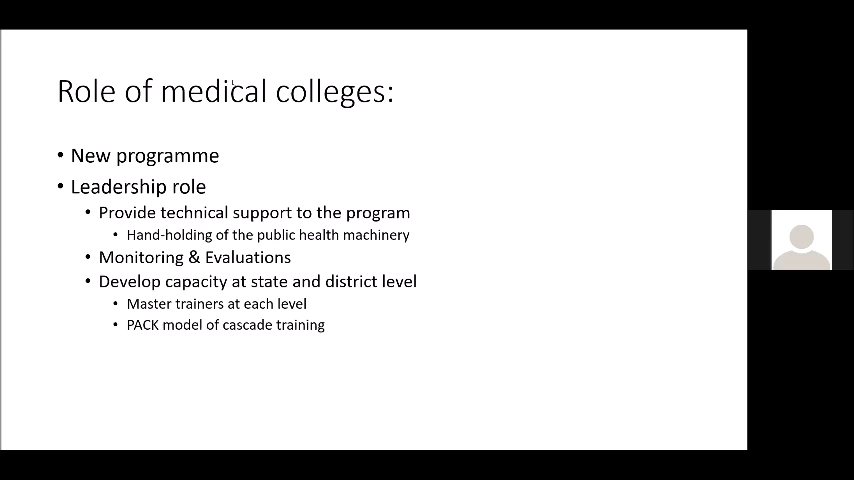 Role of medical colleges:
• New programme
• Leadership role
• Provide technical support to the program
• Hand-holding of the public health machinery
• Monitoring & Evaluations
• Develop capacity at state and district level
• Master trainers at each level
• PACK model of cascade training